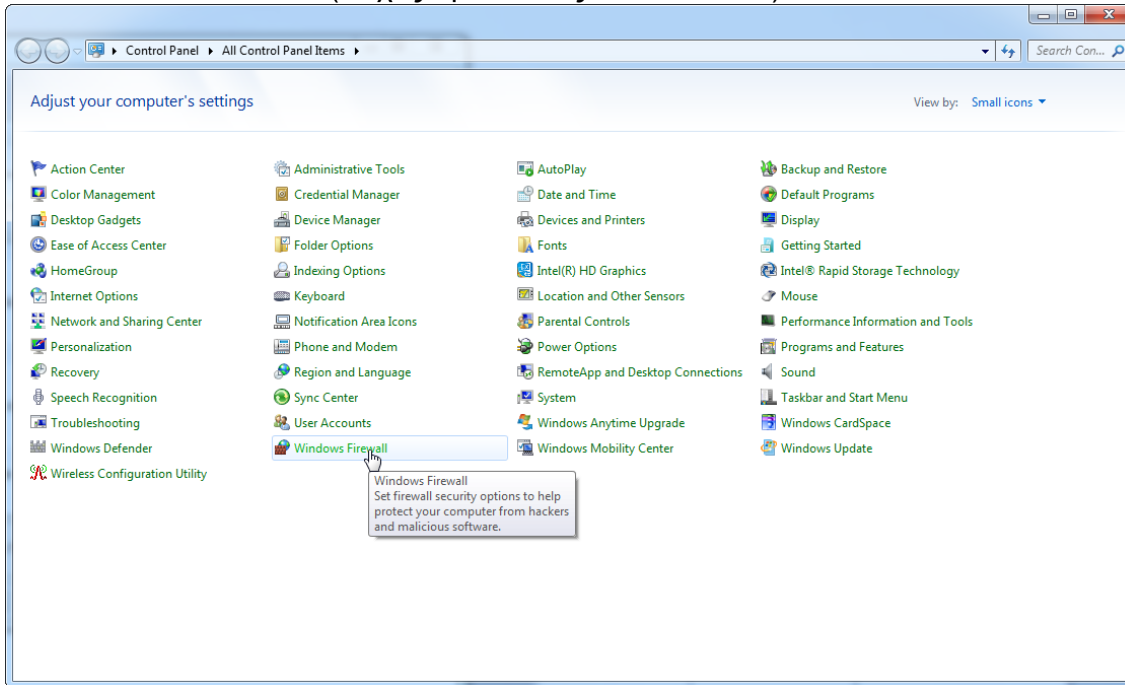 Control Panel All Control Panel Items
Search Con...
Adjust your computer's settings
View by: Small icons
Action Center Administrative Tools AutoPlay Backup and Restore
Color Management Credential Manager Date and Time Default Programs
Desktop Gadgets Device Manager Devices and Printers Display
Ease of Access Center Folder Options Fonts Getting Started
HomeGroup Indexing Options Intel(R) HD Graphics Intel® Rapid Storage Technology
Internet Options Keyboard Location and Other Sensors Mouse
Network and Sharing Center Notification Area Icons Parental Controls Performance Information and Tools
Personalization Phone and Modem Power Options Programs and Features
Recovery Region and Language RemoteApp and Desktop Connections Sound
Speech Recognition Sync Center System Taskbar and Start Menu
Troubleshooting User Accounts Windows Anytime Upgrade Windows CardSpace
Windows Defender Windows Firewall Windows Mobility Center Windows Update
Wireless Configuration Utility
Windows Firewall
Set firewall security options to help
protect your computer from hackers
and malicious software.